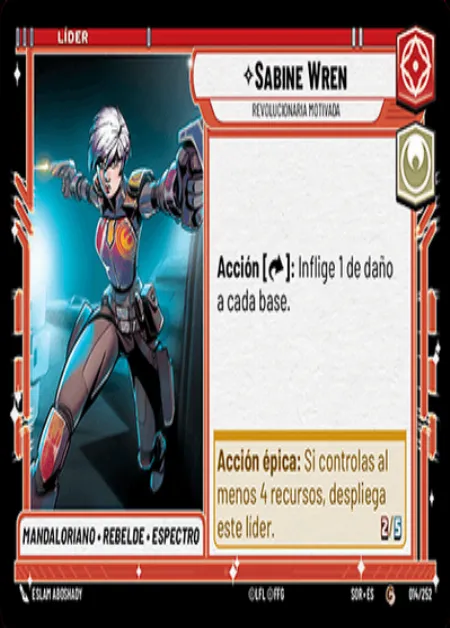 LÍDER
SABINE WREN
REVOLUCIONARIA MOTIVADA
Acción [ ]: Inflige 1 de daño
a cada base.
Acción épica: Si controlas al
menos 4 recursos, despliega
este líder.
2/5
MANDALORIANO • REBELDE • ESPECTRO
ESLAM ABOSHADY
©LFL ©FFG
SOR • ES
C
014/252